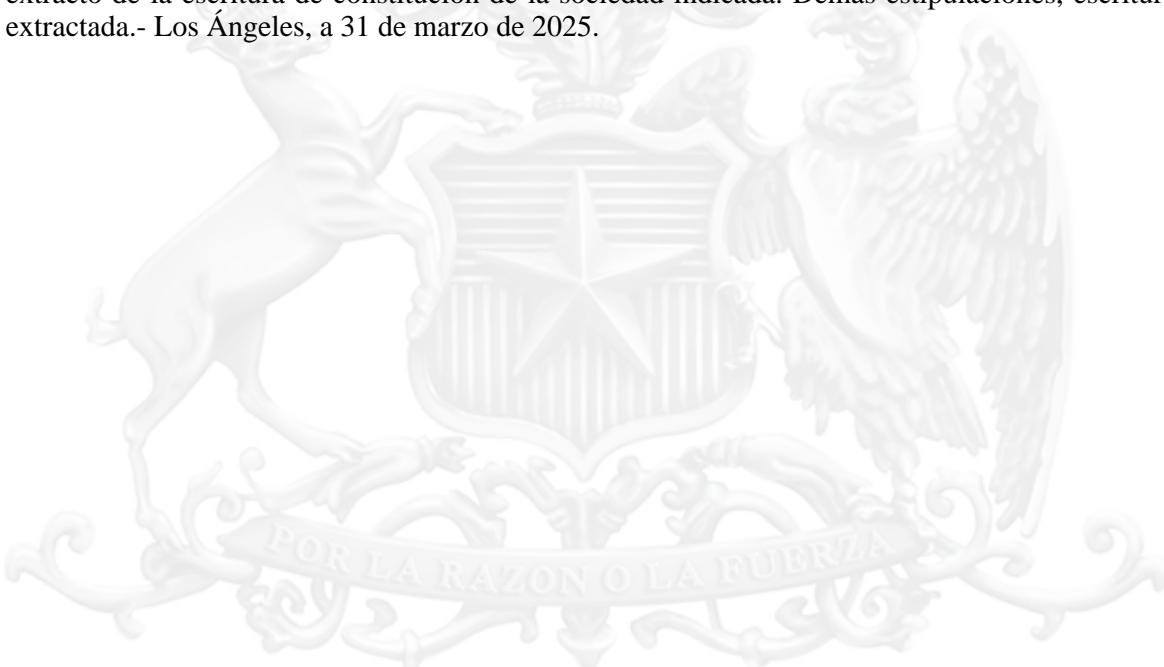 extracto de la escritura de constitución de la sociedad indicada. Demás estipulaciones, escritura
extractada.- Los Ángeles, a 31 de marzo de 2025.
POR LA RAZON O LA FUERZA